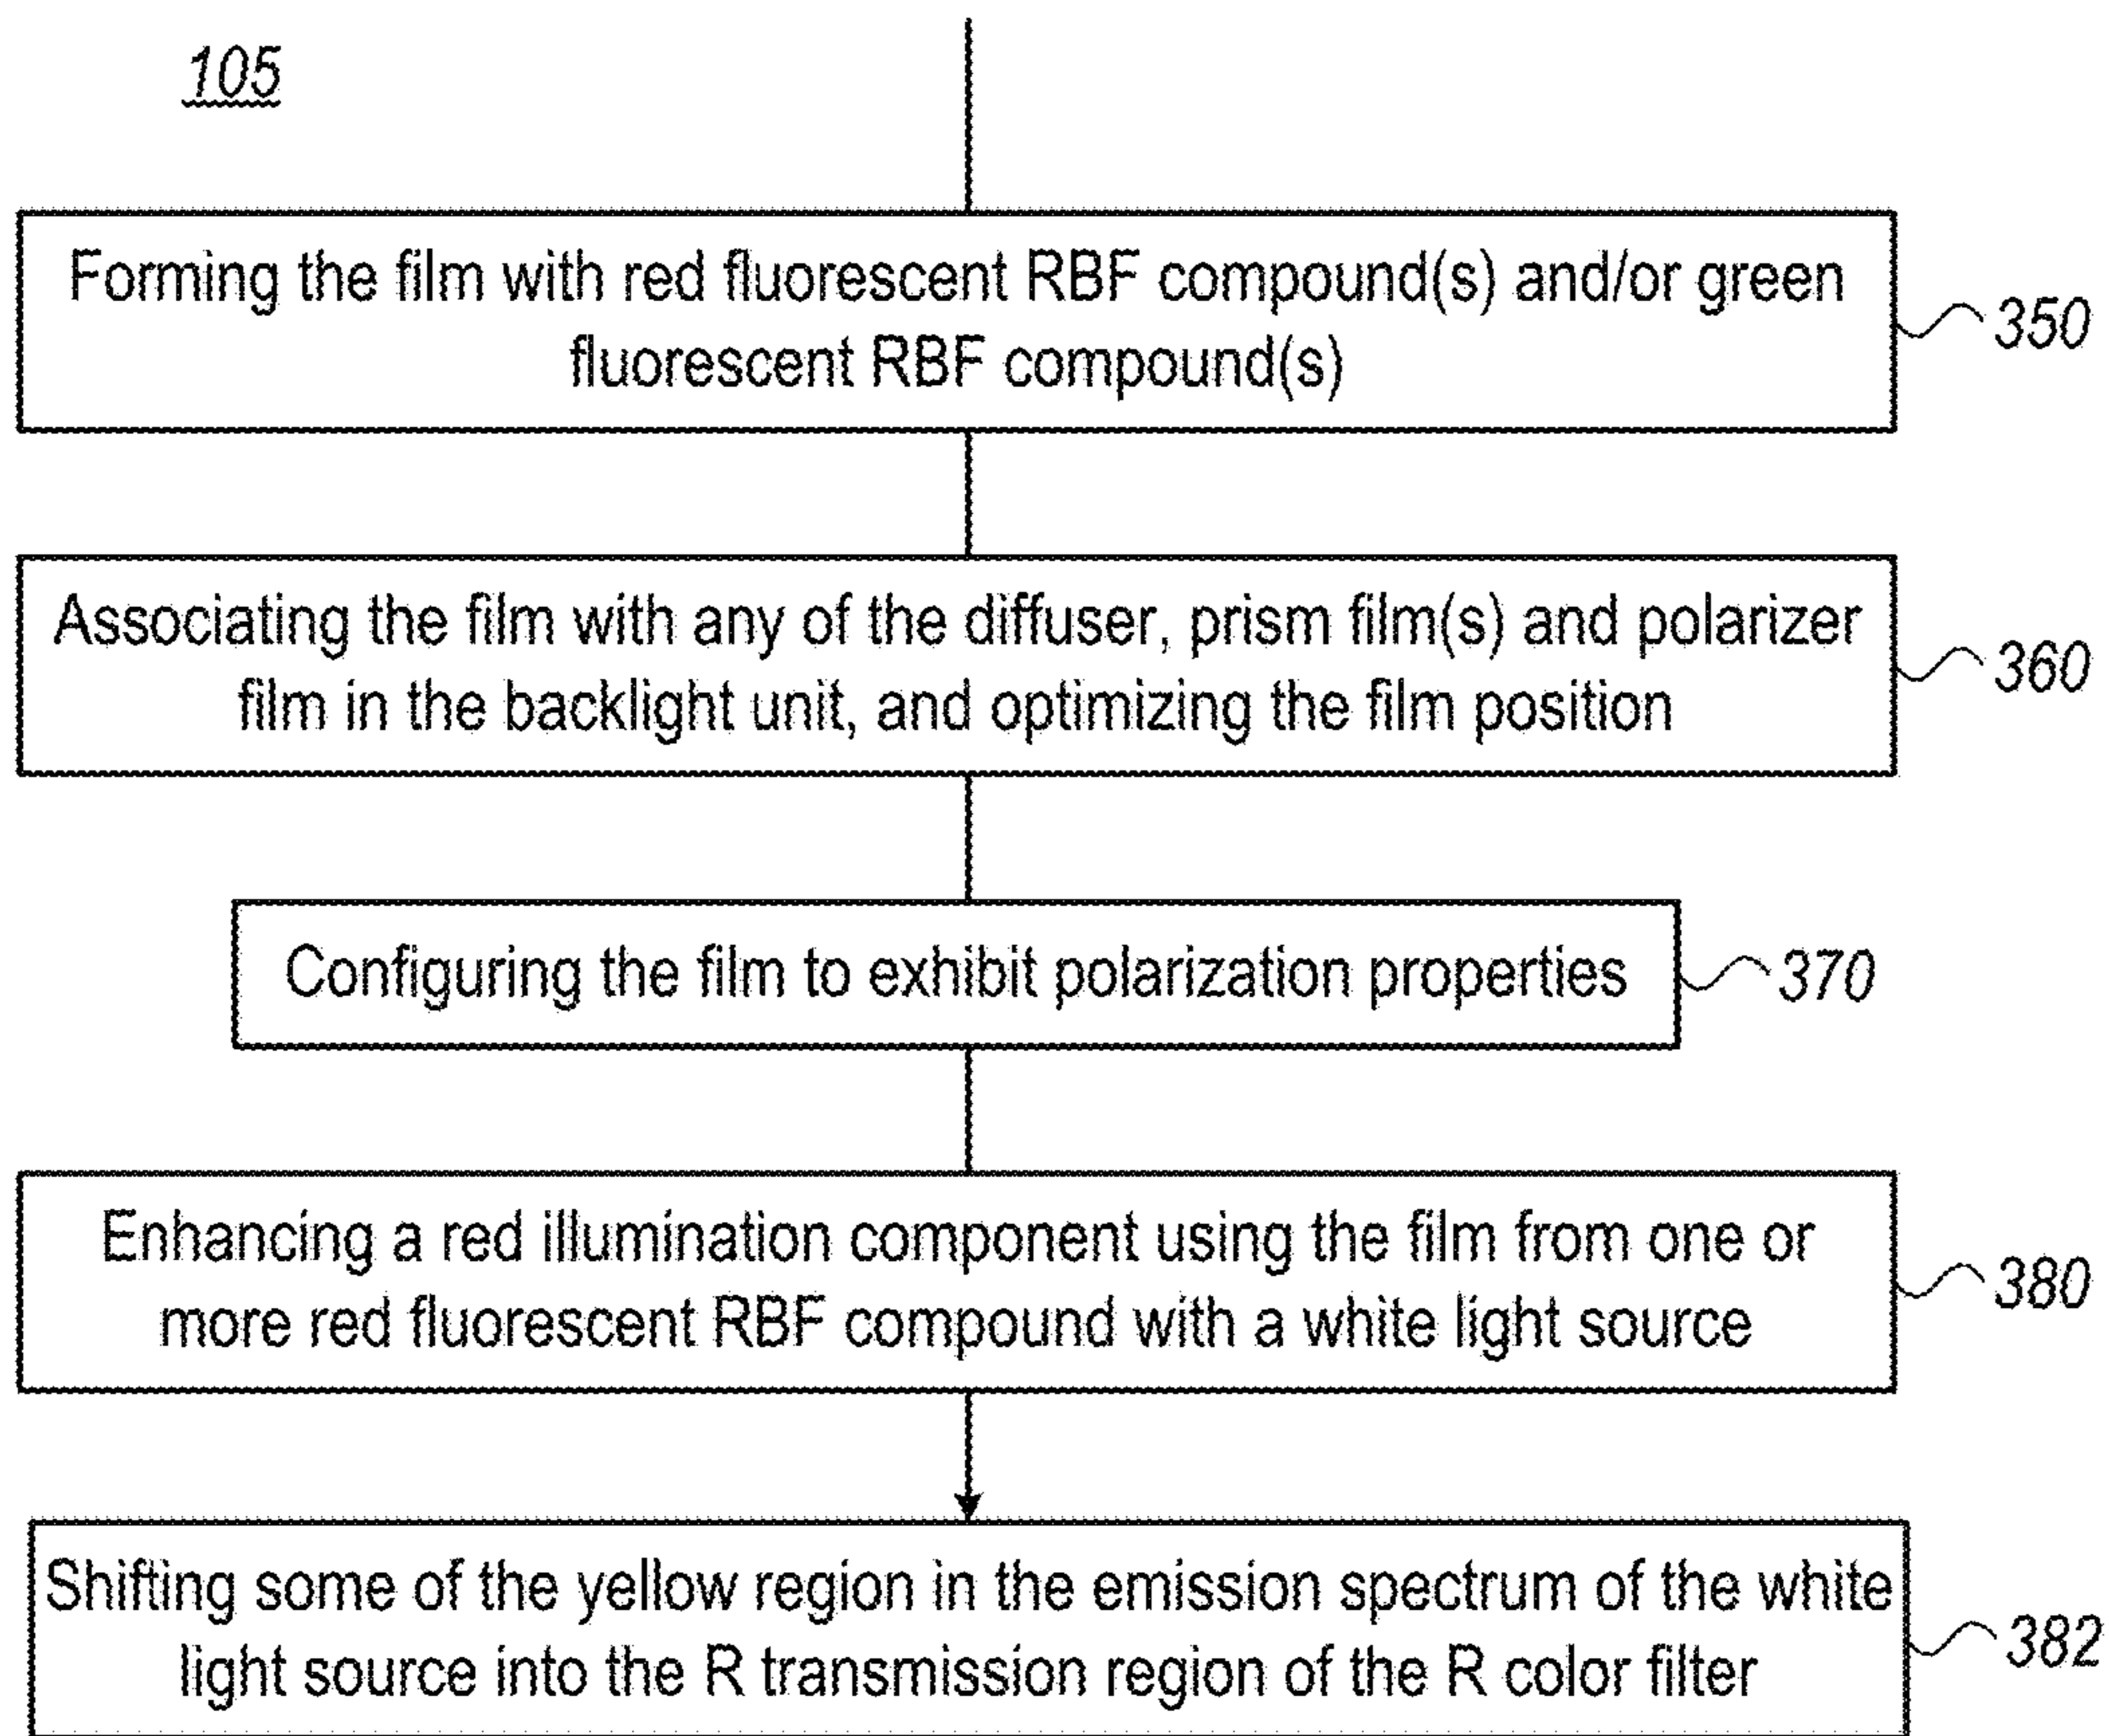 105
Forming the film with red fluorescent RBF compound(s) and/or green
fluorescent RBF compound(s)
350
Associating the film with any of the diffuser, prism film(s) and polarizer
film in the backlight unit, and optimizing the film position
360
Configuring the film to exhibit polarization properties
370
Enhancing a red illumination component using the film from one or
more red fluorescent RBF compound with a white light source
380
Shifting some of the yellow region in the emission spectrum of the white
light source into the R transmission region of the R color filter
382